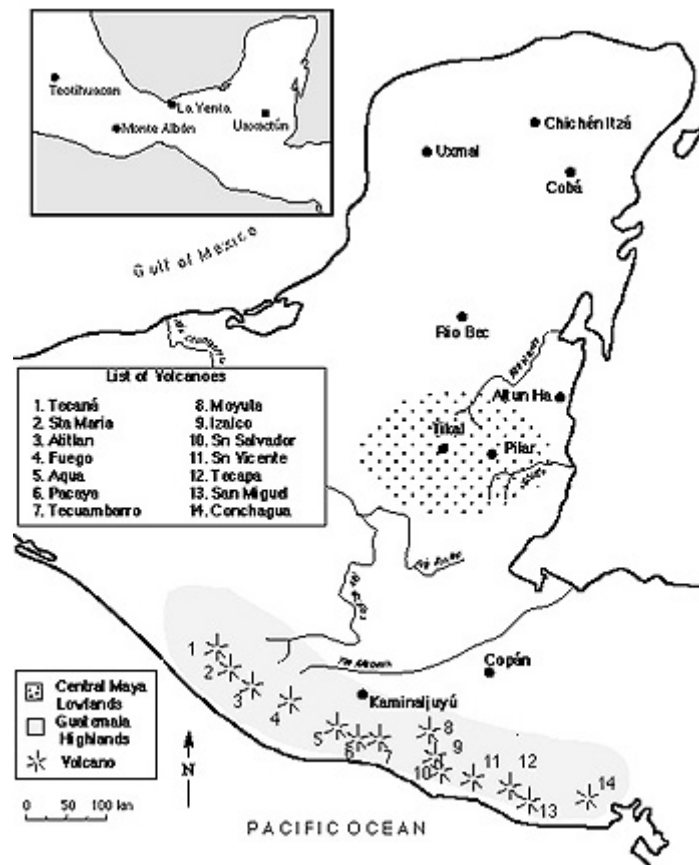 Teotihuacan
La Venta
Monte Albán
Uaxactún
Chichén Itzá
Uxmal
Cobá
Gulf of Mexico
Río Bec
List of Volcanoes
1. Tacaná
2. Sta Maria
3. Atitlan
4. Fuego
5. Aqua
6. Pacaya
7. Tecuambarro
8. Moyuta
9. Izalco
10. Sn Salvador
11. Sn Vicente
12. Tecapa
13. San Migud
14. Conchagua
Altun Ha
Tikal
Pilar
Copán
Kaminaljuyú
1
2
3
4
5
6
7
8
9
10
11
12
13
14
Central Maya
Lowlands
Guatemala
Highlands
Volcano
N
0 50 100 km
PACIFIC OCEAN